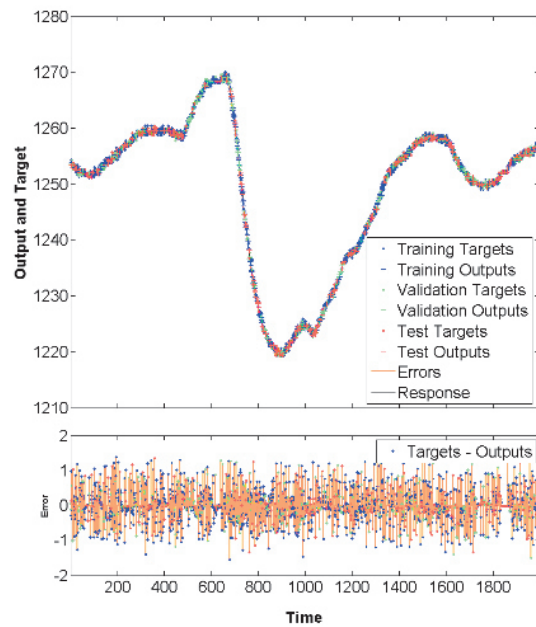 1280
1270
1260
1250
1240
1230
1220
1210
Output and Target
Training Targets
Training Outputs
Validation Targets
Validation Outputs
Test Targets
Test Outputs
Errors
Response
2
1
0
-1
-2
Error
Targets - Outputs
200 400 600 800 1000 1200 1400 1600 1800
Time